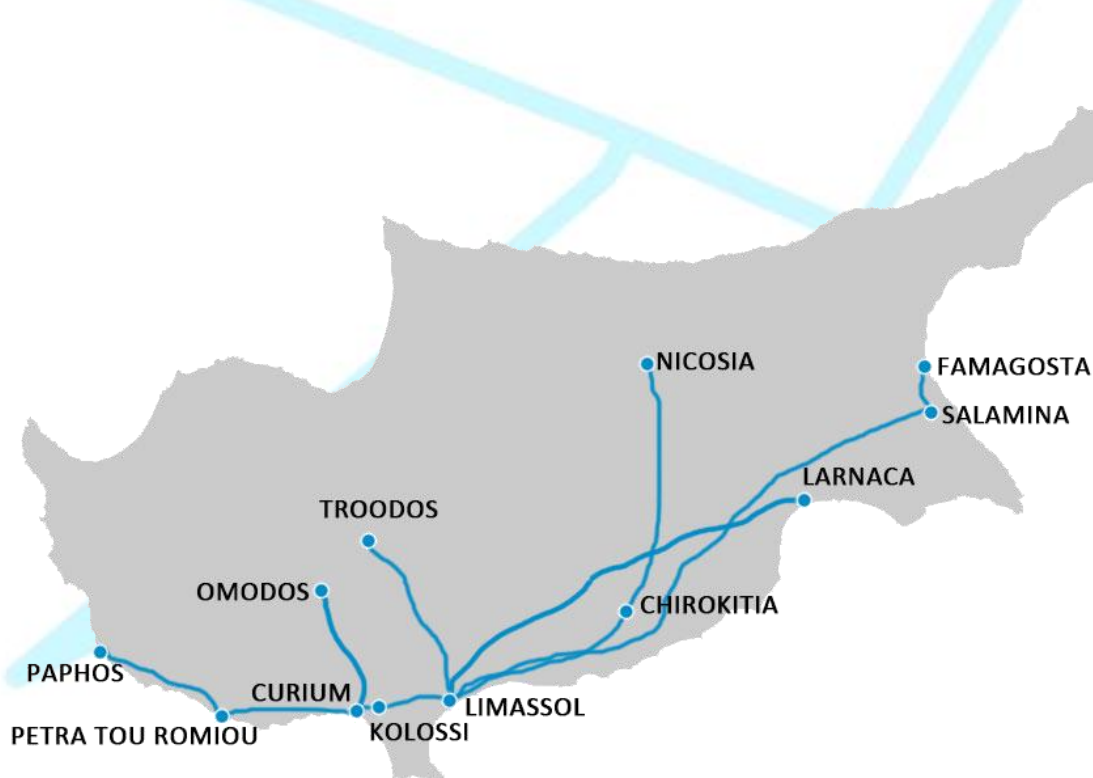 NICOSIA
FAMAGOSTA
SALAMINA
LARNACA
TROODOS
OMODOS
CHIROKITIA
PAPHOS
CURIUM
LIMASSOL
KOLOSSI
PETRA TOU ROMIOU